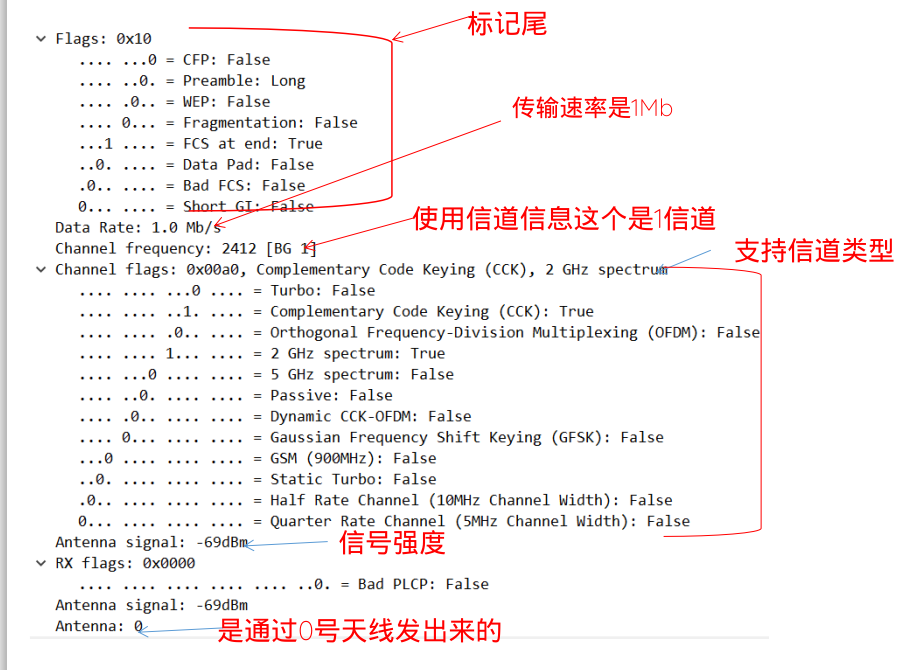 标记尾
Flags: 0x10
.... ...0 = CFP: False
.... ..0. = Preamble: Long
.... .0.. = WEP: False
传输速率是1Mb
.... 0... = Fragmentation: False
...1 .... = FCS at end: True
..0. .... = Data Pad: False
.0.. .... = Bad FCS: False
0... .... = Short GI: False
使用信道信息这个是1信道
Data Rate: 1.0 Mb/s
Channel frequency: 2412 [BG 1]
支持信道类型
Channel flags: 0x00a0, Complementary Code Keying (CCK), 2 GHz spectrum
.... .... ...0 .... = Turbo: False
.... .... ..1. .... = Complementary Code Keying (CCK): True
.... .... .0.. .... = Orthogonal Frequency-Division Multiplexing (OFDM): False
.... .... 1... .... = 2 GHz spectrum: True
.... ...0 .... .... = 5 GHz spectrum: False
.... ..0. .... .... = Passive: False
.... .0.. .... .... = Dynamic CCK-OFDM: False
.... 0... .... .... = Gaussian Frequency Shift Keying (GFSK): False
...0 .... .... .... = GSM (900MHz): False
..0. .... .... .... = Static Turbo: False
.0.. .... .... .... = Half Rate Channel (10MHz Channel Width): False
0... .... .... .... = Quarter Rate Channel (5MHz Channel Width): False
Antenna signal: -69dBm
信号强度
RX flags: 0x0000
.... .... .... .... .... ..0. = Bad PLCP: False
Antenna signal: -69dBm
Antenna: 0
是通过0号天线发出来的